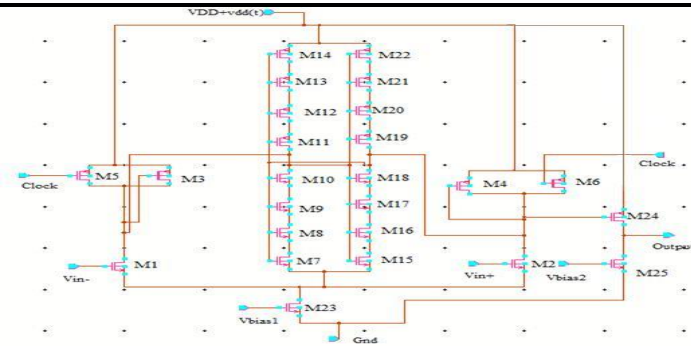 VDD+vdd(t)
M14
M22
M13
M21
M12
M20
M11
M19
Clock
M5
M3
M10
M18
M4
M6
Clock
M9
M17
M24
M8
M16
Output
M1
M7
M15
M2
M25
Vin-
Vin+
Vbias2
M23
Vbias1
Gnd